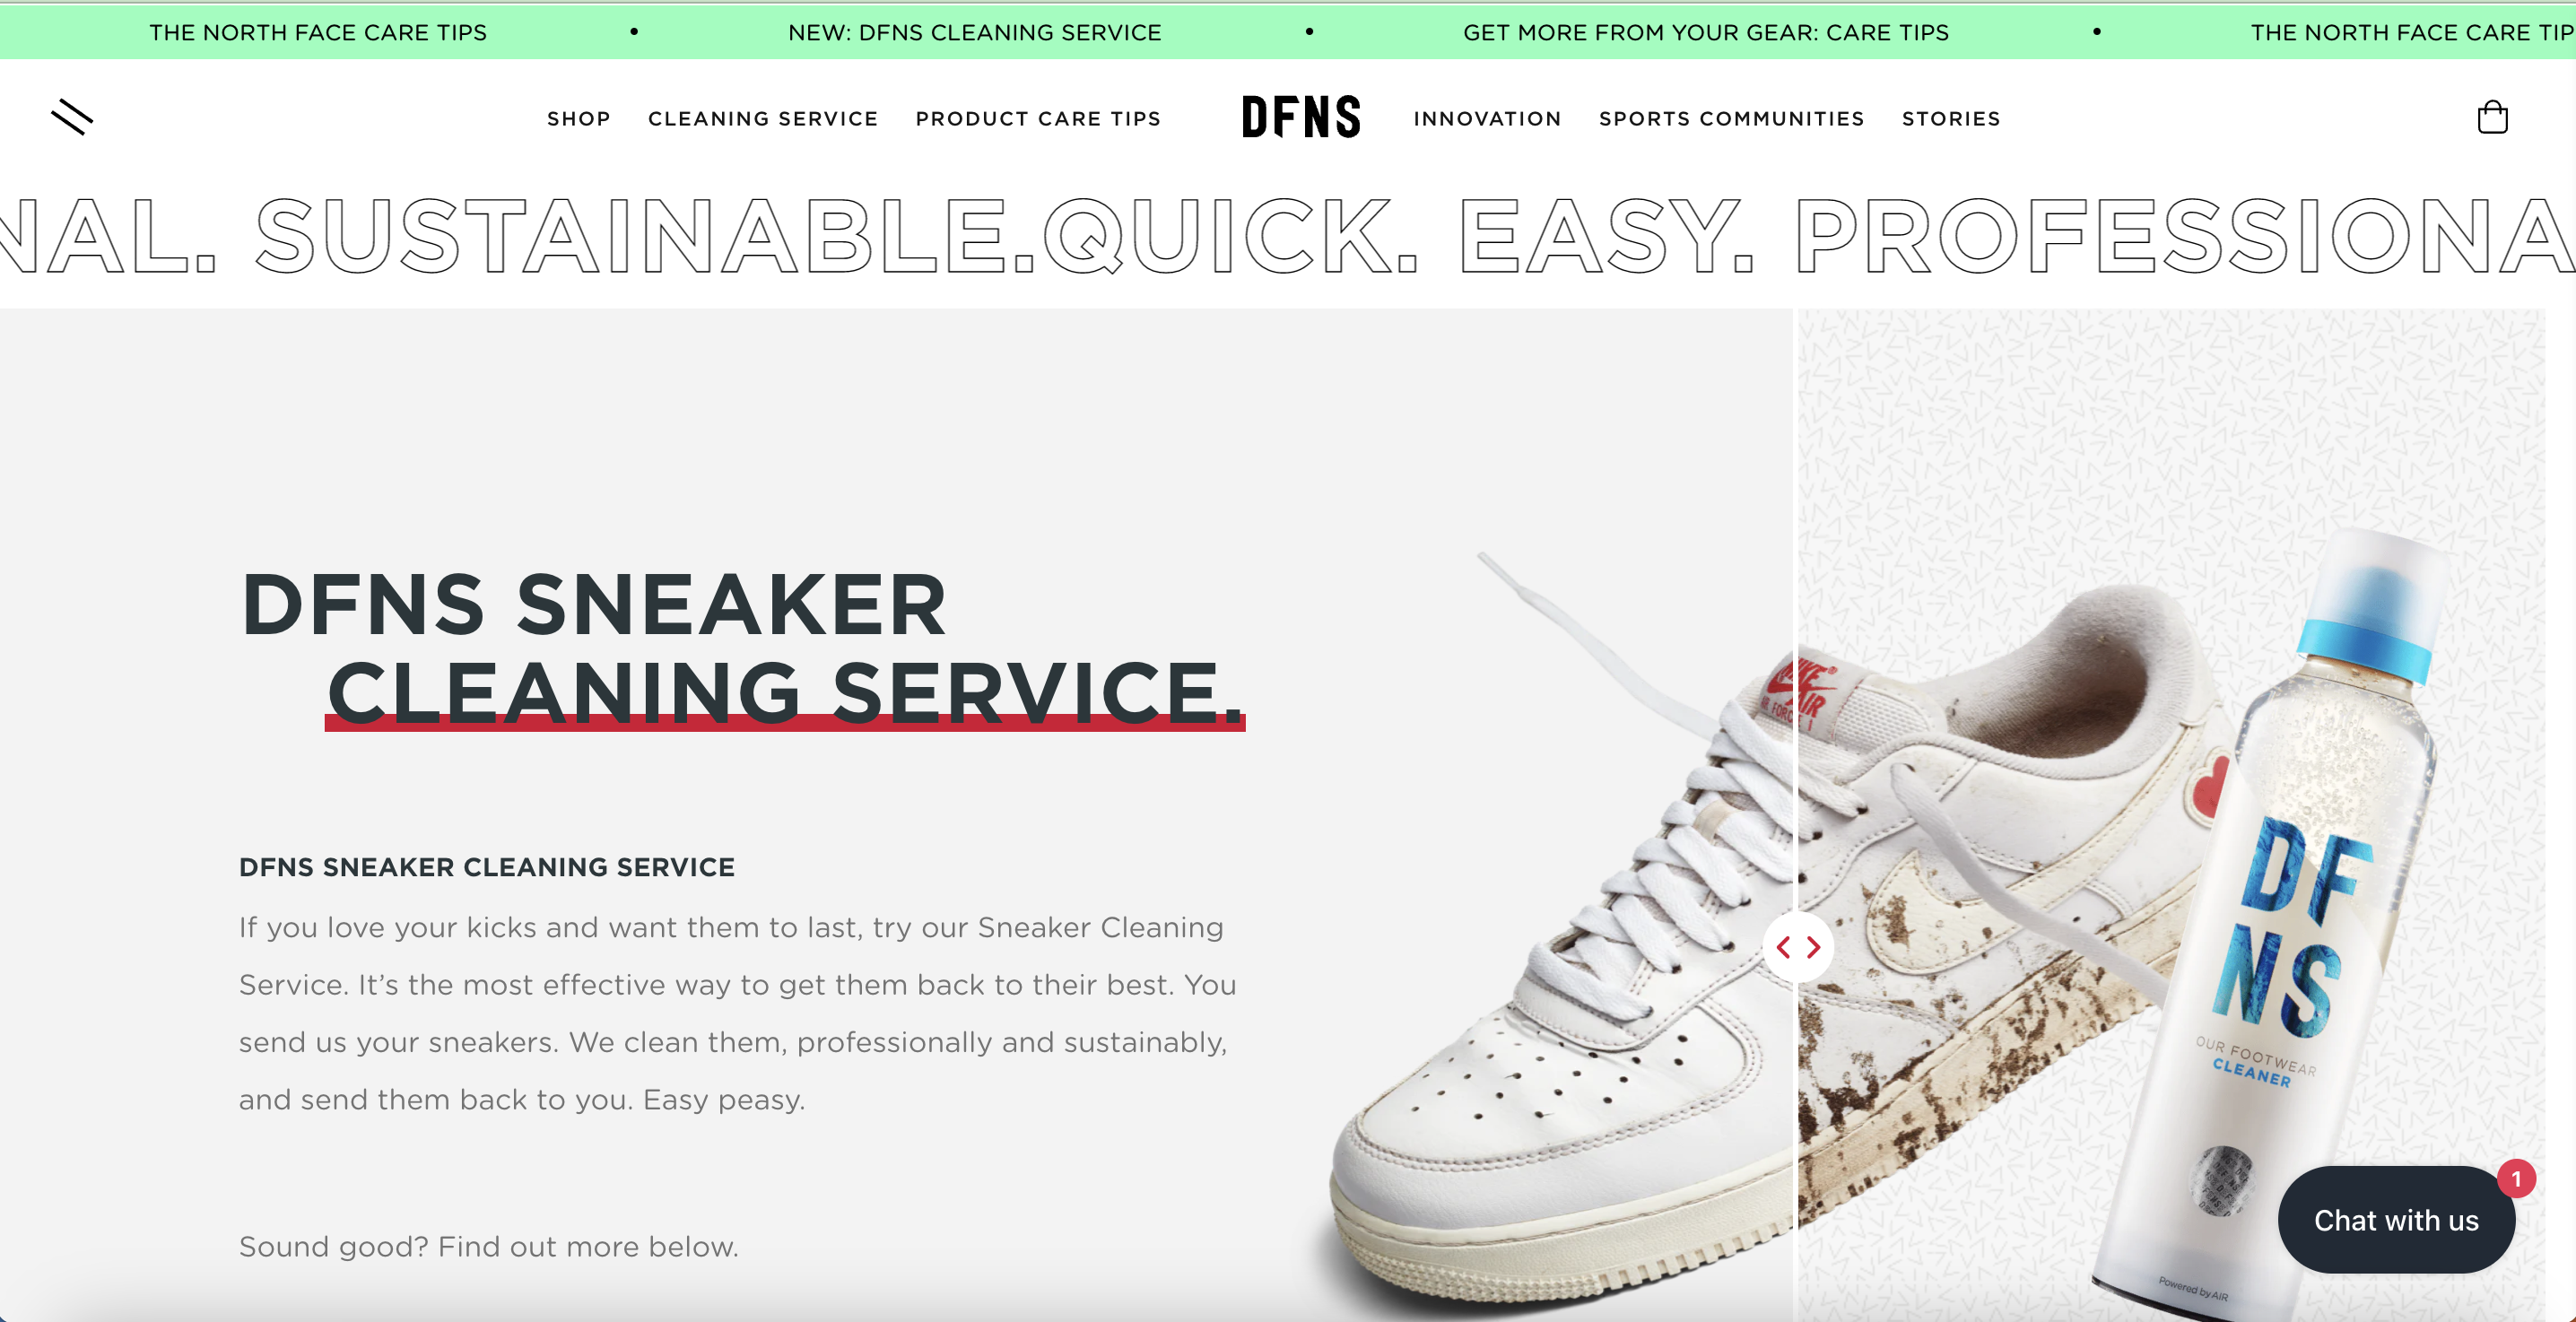 THE NORTH FACE CARE TIPS • NEW: DFNS CLEANING SERVICE • GET MORE FROM YOUR GEAR: CARE TIPS • THE NORTH FACE CARE TIP
SHOP CLEANING SERVICE PRODUCT CARE TIPS DFNS INNOVATION SPORTS COMMUNITIES STORIES
NAL. SUSTAINABLE.QUICK. EASY. PROFESSIONA
DFNS SNEAKER
CLEANING SERVICE.
DFNS SNEAKER CLEANING SERVICE
If you love your kicks and want them to last, try our Sneaker Cleaning
Service. It’s the most effective way to get them back to their best. You
send us your sneakers. We clean them, professionally and sustainably,
and send them back to you. Easy peasy.
Sound good? Find out more below.
NIKE
AIR
AIR FORCE 1
DF
NS
OUR FOOTWEAR
CLEANER
Powered by AIR
1
Chat with us